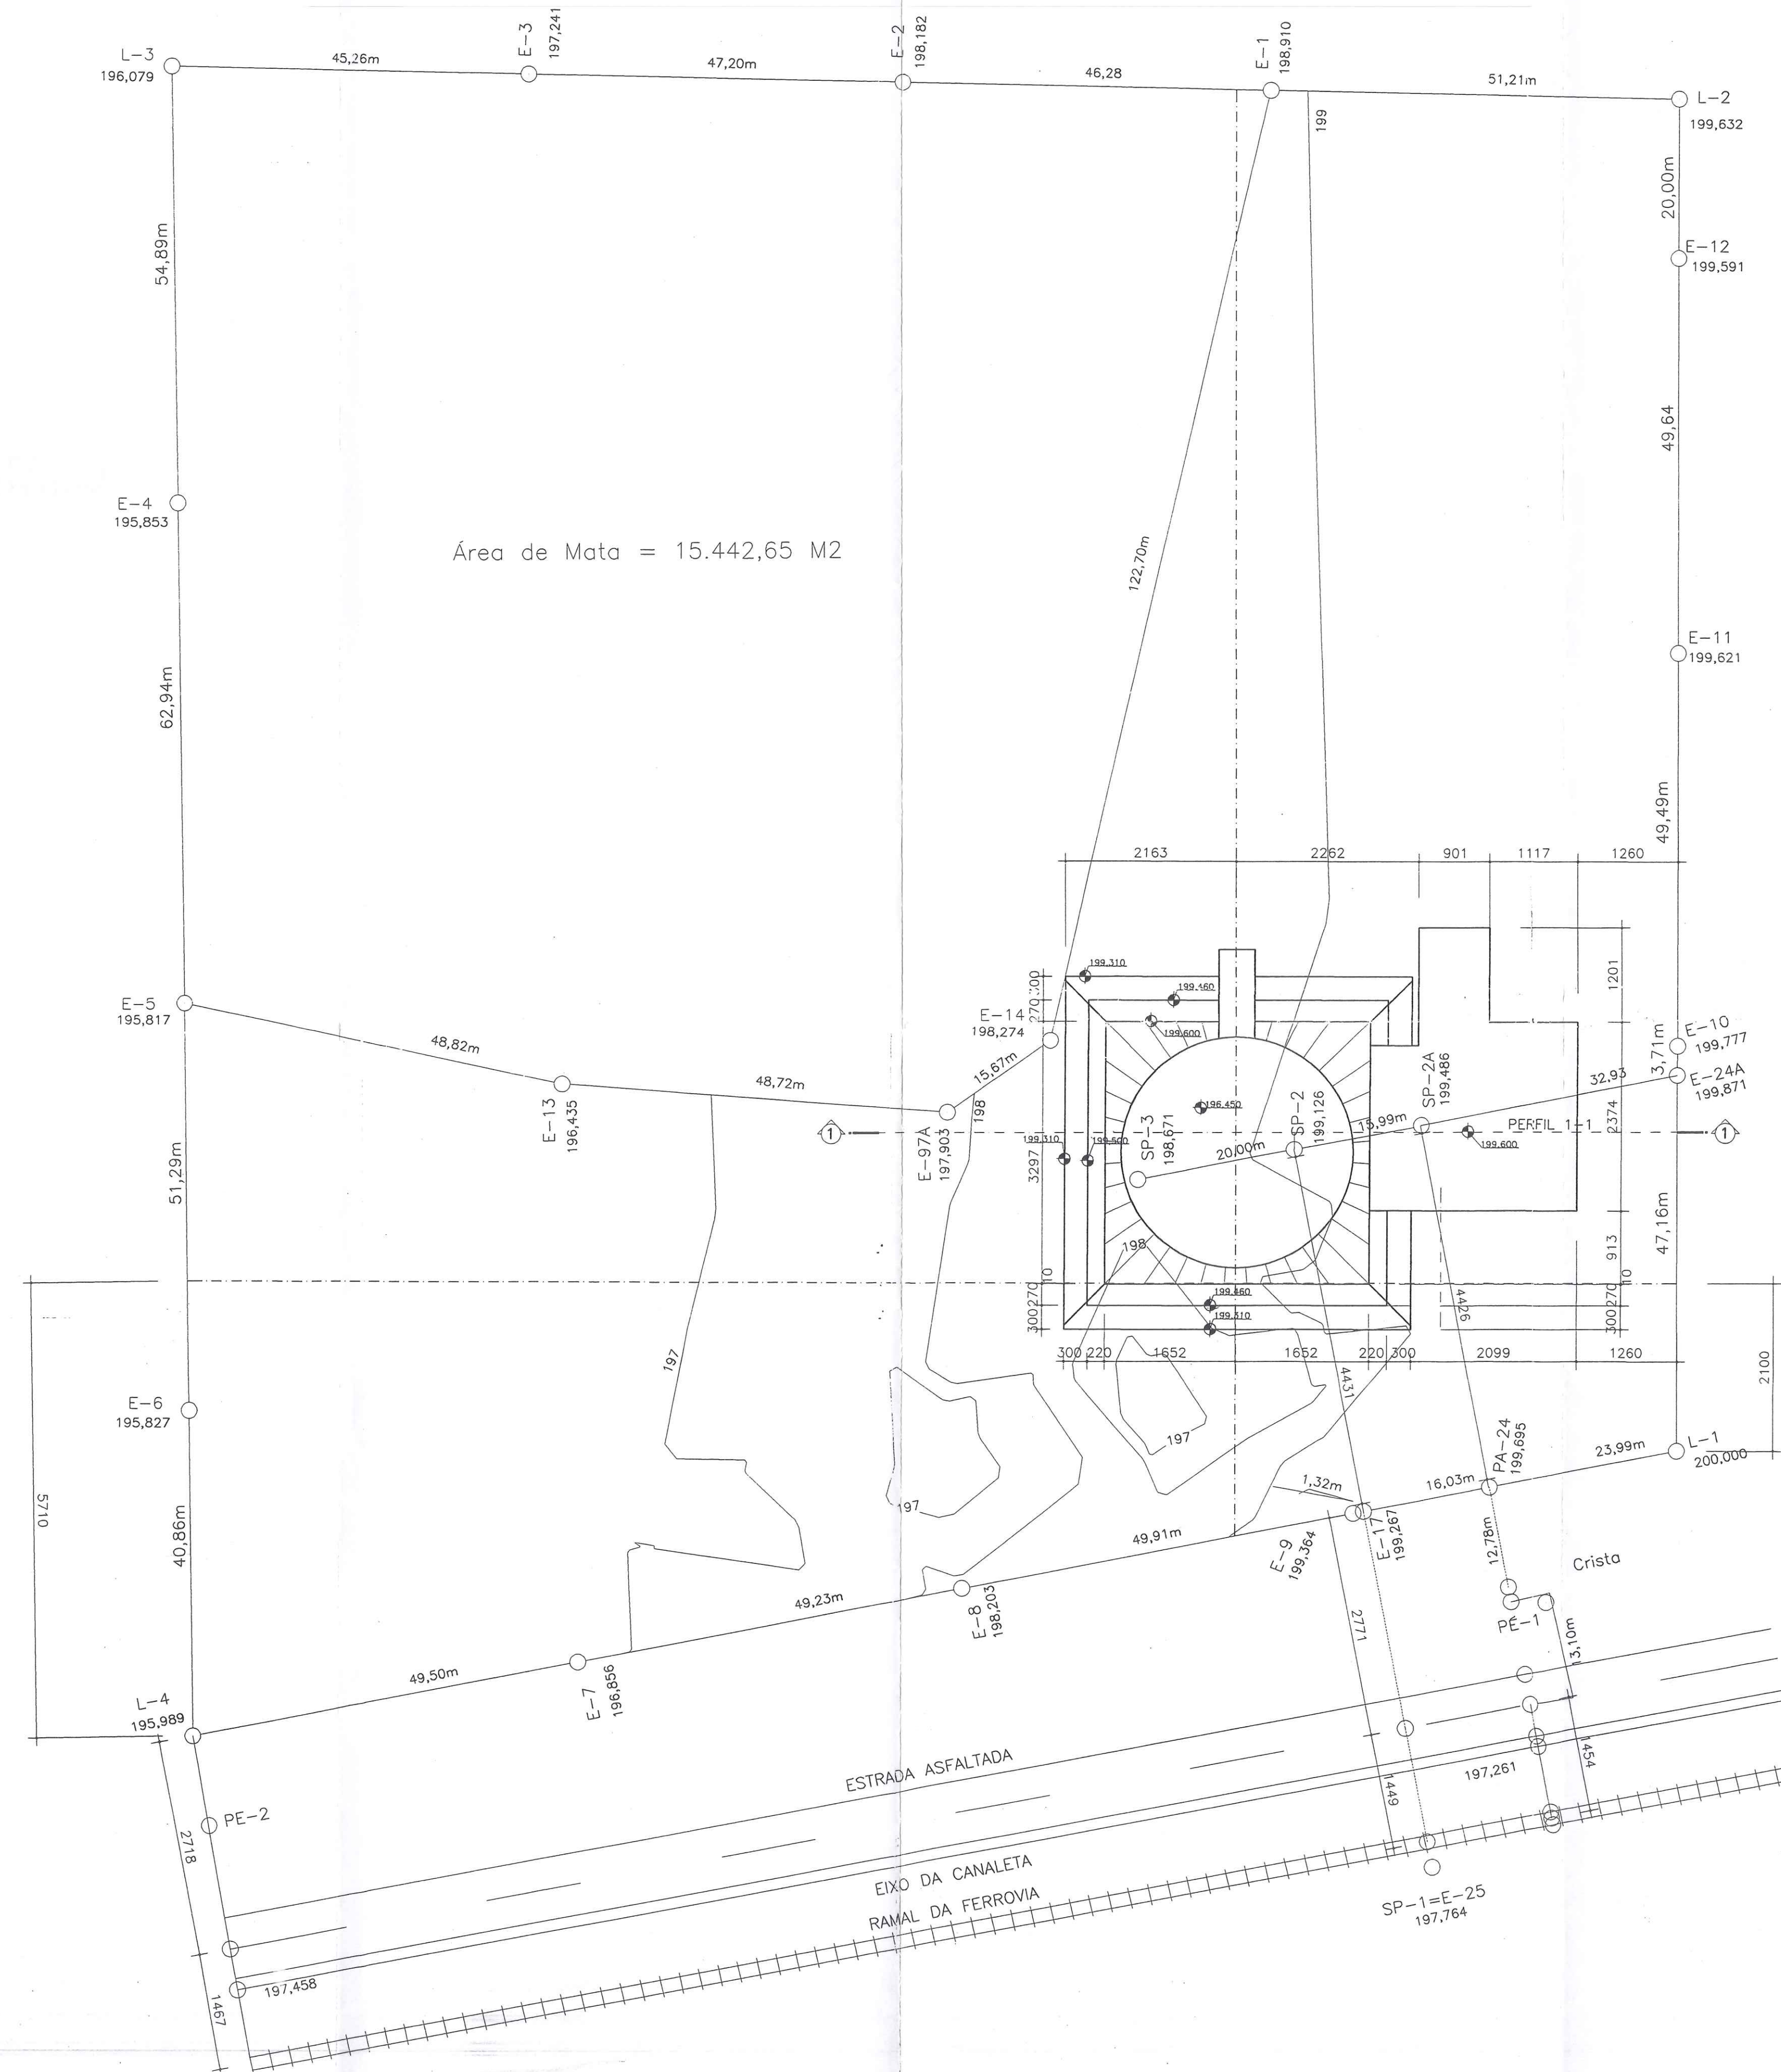 L-3
196,079
45,26m
E-3
197,241
47,20m
E-2
198,182
46,28
E-1
198,910
51,21m
L-2
199,632
199
20,00m
54,89m
E-12
199,591
49,64
E-4
195,853
Área de Mata = 15.442,65 M2
122,70m
E-11
199,621
62,94m
49,49m
2163
2262
901
1117
1260
1201
199.310
199.460
199.600
E-5
195,817
E-14
198,274
48,82m
15,67m
48,72m
E-13
196,435
E-97A
197,903
198
E-10
199,777
3,71m
E-24A
199,871
32,93
SP-2A
199,486
SP-2
199,126
196.450
15,99m
PERFIL 1-1
1
1
2374
199.600
SP-3
198,671
20,00m
199.310
3297
51,29m
47,16m
198
913
10
10
300270
300270
199.460
199.310
4426
300
220
1652
1652
220
300
2099
1260
2100
197
4431
E-6
195,827
197
197
5710
40,86m
1,32m
16,03m
PA-24
199,695
23,99m
L-1
200,000
49,91m
E-9
199,364
E-17
199,267
12,78m
Crista
49,23m
E-8
198,203
PÉ-1
2771
13,10m
49,50m
E-7
196,856
L-4
195,989
ESTRADA ASFALTADA
197,261
1454
1449
PE-2
2718
EIXO DA CANALETA
RAMAL DA FERROVIA
SP-1=E-25
197,764
197,458
1467